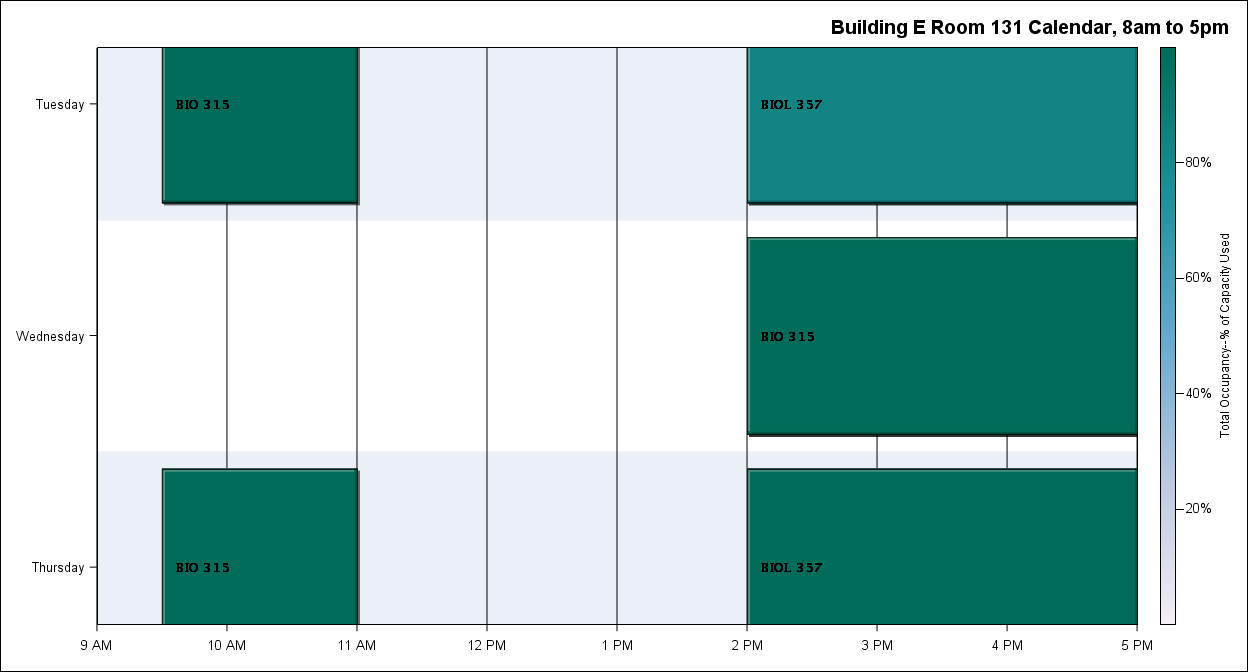 Building E Room 131 Calendar, 8am to 5pm
Tuesday
BIO 315
BIOL 357
Wednesday
BIO 315
Thursday
BIO 315
BIOL 357
9 AM
10 AM
11 AM
12 PM
1 PM
2 PM
3 PM
4 PM
5 PM
80%
60%
40%
20%
Total Occupancy--% of Capacity Used